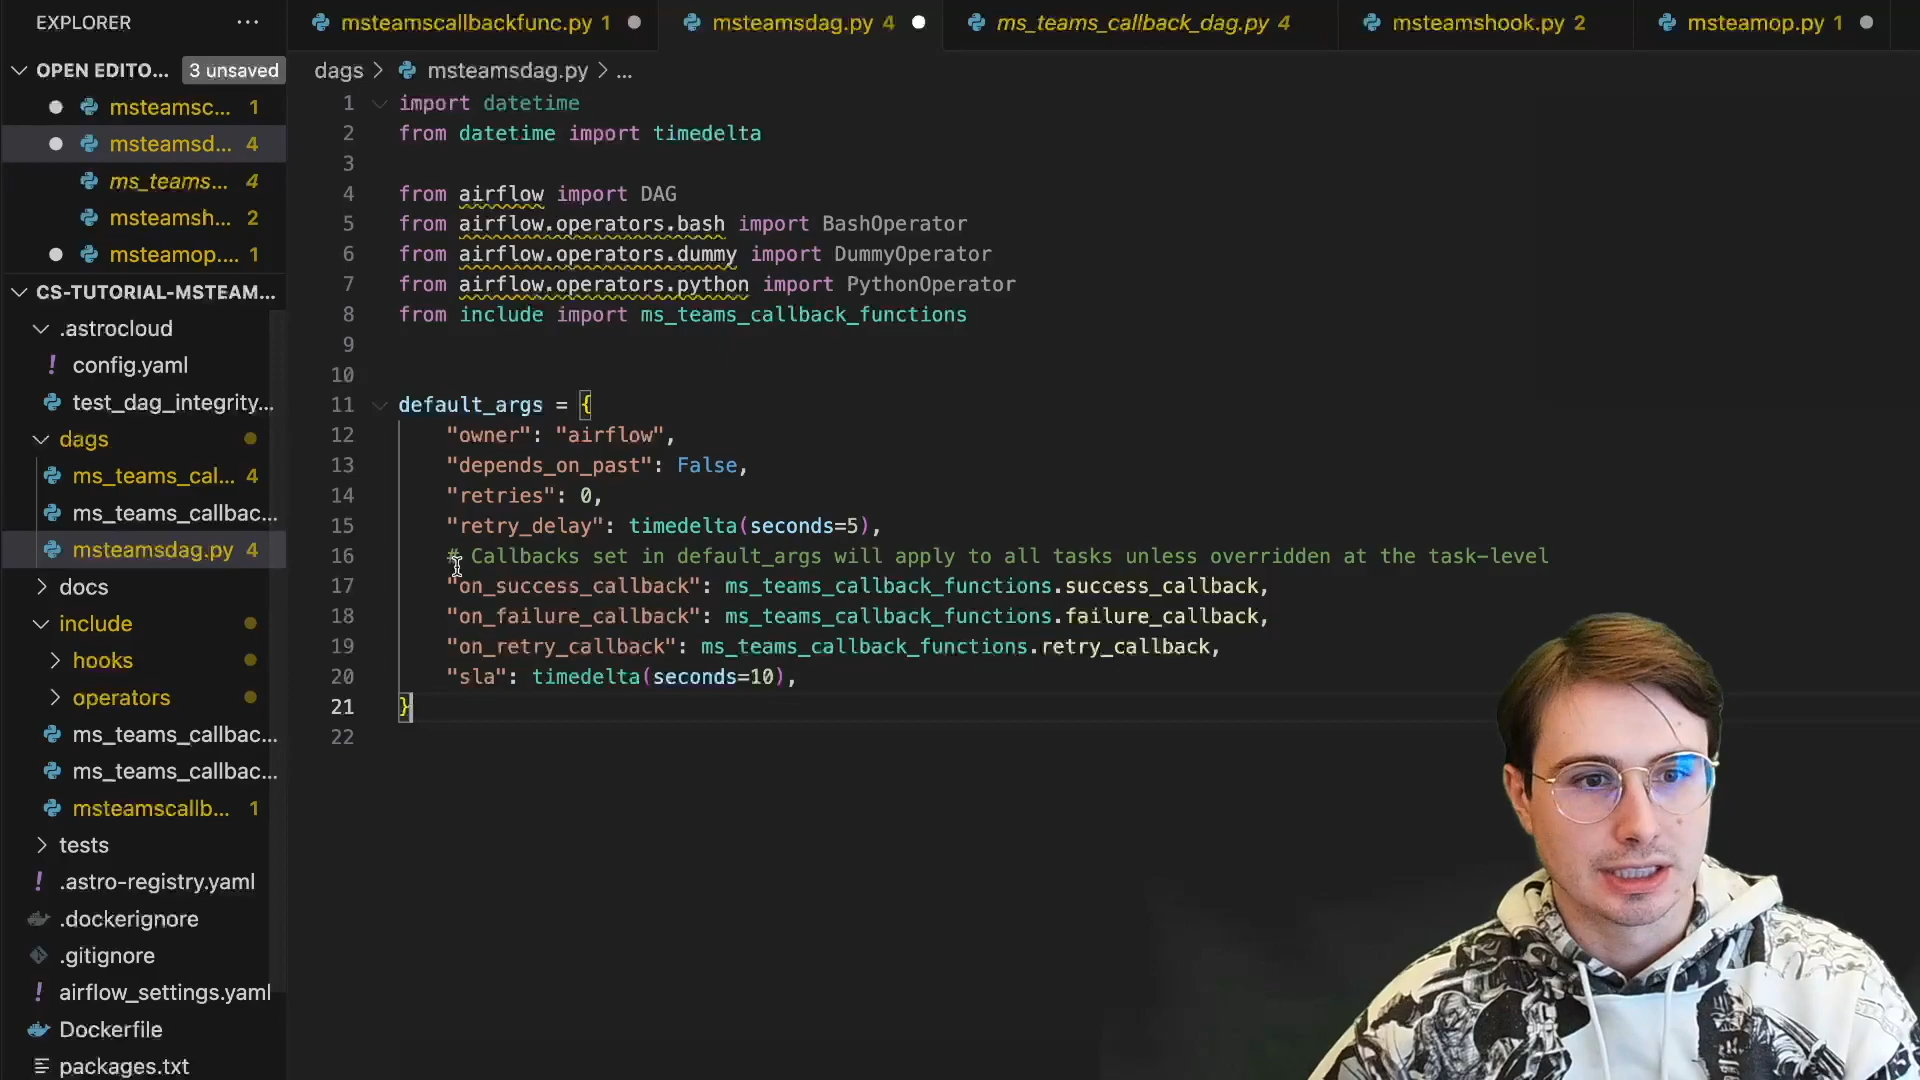 EXPLORER ...
OPEN EDITO... 3 unsaved
msteamsc... 1
msteamsd... 4
ms_teams... 4
msteamsh... 2
msteamop.... 1
CS-TUTORIAL-MSTEAM...
.astrocloud
! config.yaml
test_dag_integrity...
dags
ms_teams_cal... 4
ms_teams_callbac...
msteamsdag.py 4
docs
include
hooks
operators
ms_teams_callbac...
ms_teams_callbac...
msteamscallb... 1
tests
! .astro-registry.yaml
.dockerignore
.gitignore
! airflow_settings.yaml
Dockerfile
packages.txt
msteamscallbackfunc.py 1
msteamsdag.py 4
ms_teams_callback_dag.py 4
msteamshook.py 2
msteamop.py 1
dags > msteamsdag.py > ...
1 import datetime
2 from datetime import timedelta
3
4 from airflow import DAG
5 from airflow.operators.bash import BashOperator
6 from airflow.operators.dummy import DummyOperator
7 from airflow.operators.python import PythonOperator
8 from include import ms_teams_callback_functions
9
10
11 default_args = {
12 "owner": "airflow",
13 "depends_on_past": False,
14 "retries": 0,
15 "retry_delay": timedelta(seconds=5),
16 # Callbacks set in default_args will apply to all tasks unless overridden at the task-level
17 "on_success_callback": ms_teams_callback_functions.success_callback,
18 "on_failure_callback": ms_teams_callback_functions.failure_callback,
19 "on_retry_callback": ms_teams_callback_functions.retry_callback,
20 "sla": timedelta(seconds=10),
21 }
22